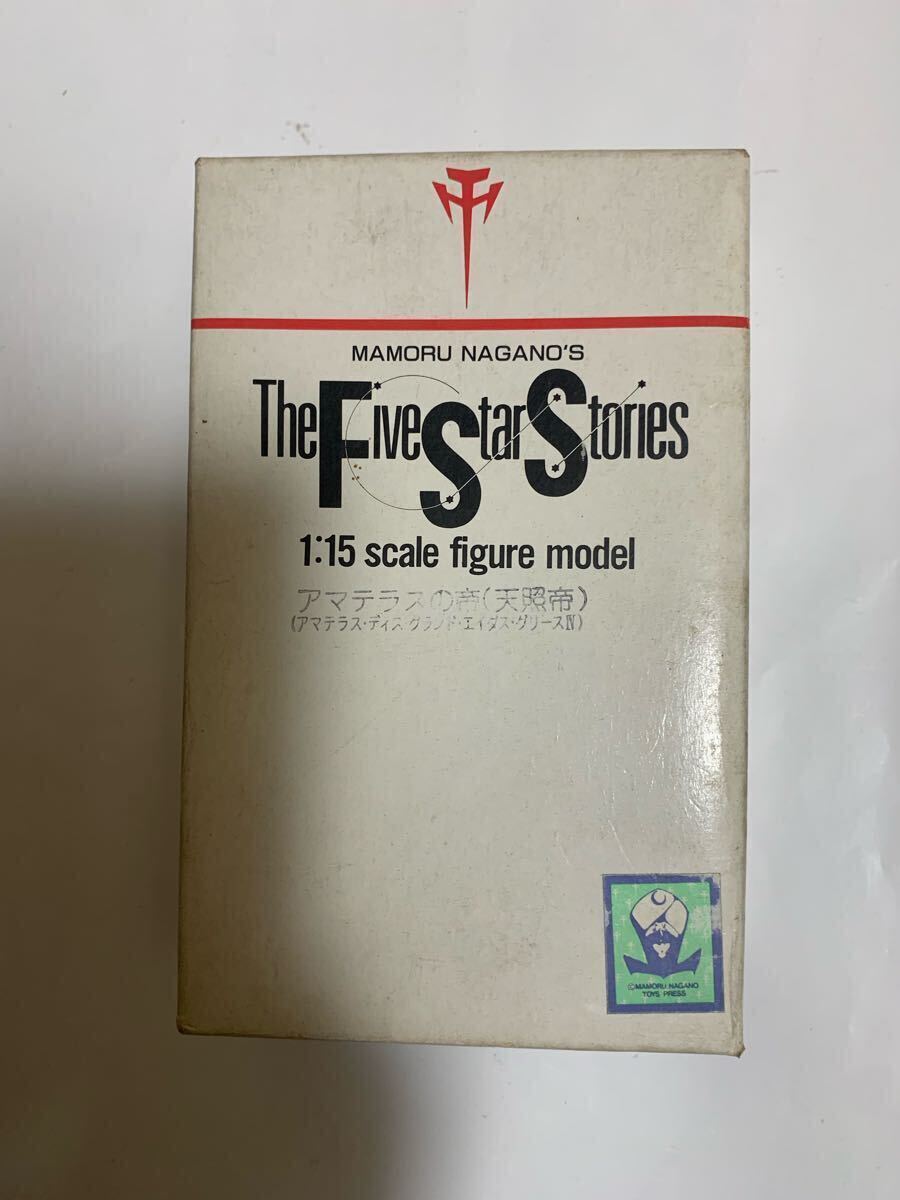 MAMORU NAGANO'S
The Five Star Stories
1:15 scale figure model
アマテラスの帝(天照帝)
(アマテラス・ディス・グランド・エイダス・グリースⅣ)
©MAMORU NAGANO
TOYS PRESS